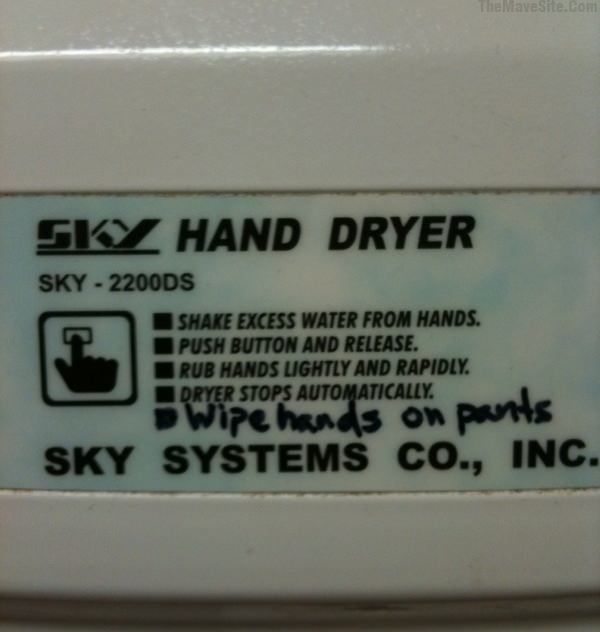 TheMaveSite.Com
SKY HAND DRYER
SKY - 2200DS
■ SHAKE EXCESS WATER FROM HANDS.
■ PUSH BUTTON AND RELEASE.
■ RUB HANDS LIGHTLY AND RAPIDLY.
■ DRYER STOPS AUTOMATICALLY.
■ Wipe hands on pants
SKY SYSTEMS CO., INC.